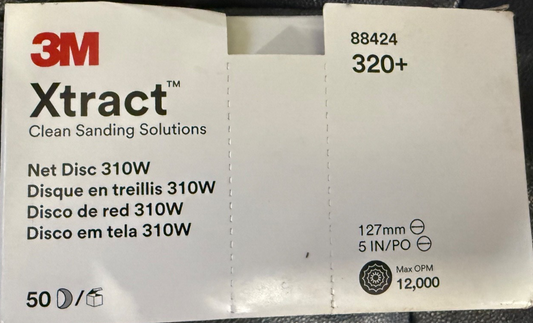 3M
Xtract™
Clean Sanding Solutions
Net Disc 310W
Disque en treillis 310W
Disco de red 310W
Disco em tela 310W
50 /
88424
320+
127mm
5 IN/PO
Max OPM
12,000